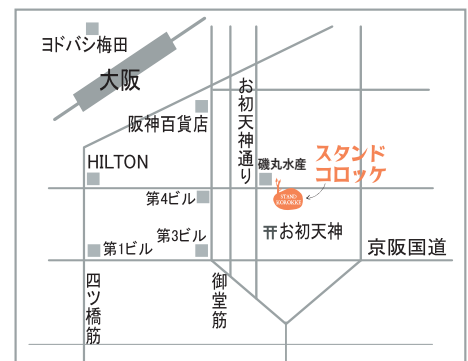 ヨドバシ梅田
大阪
阪神百貨店
お初天神通り
HILTON
磯丸水産
スタンド
コロッケ
STAND
KOROKKE
第4ビル
お初天神
第3ビル
第1ビル
京阪国道
四ツ橋筋
御堂筋